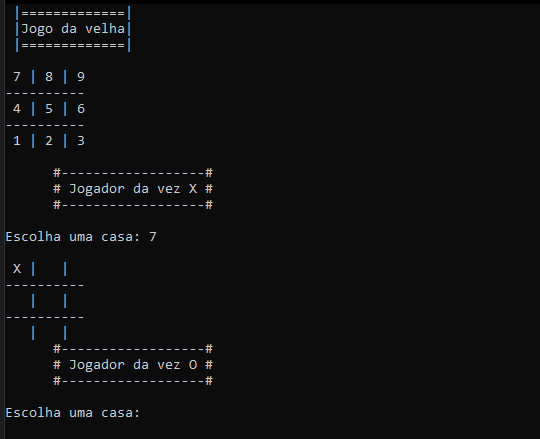 |=============|
|Jogo da velha|
|=============|
7 | 8 | 9
----------
4 | 5 | 6
----------
1 | 2 | 3
#------------------#
# Jogador da vez X #
#------------------#
Escolha uma casa: 7
X |   |
----------
  |   |
----------
  |   |
#------------------#
# Jogador da vez O #
#------------------#
Escolha uma casa: